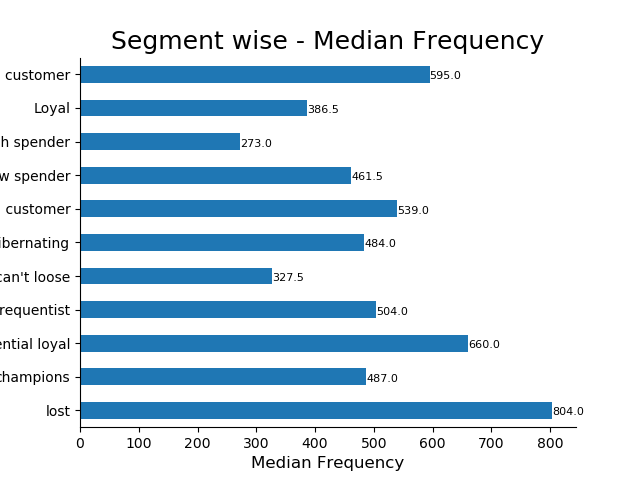 Segment wise - Median Frequency
customer 595.0
Loyal 386.5
h spender 273.0
w spender 461.5
customer 539.0
ibernating 484.0
can't loose 327.5
requentist 504.0
ential loyal 660.0
champions 487.0
lost 804.0
0 100 200 300 400 500 600 700 800
Median Frequency